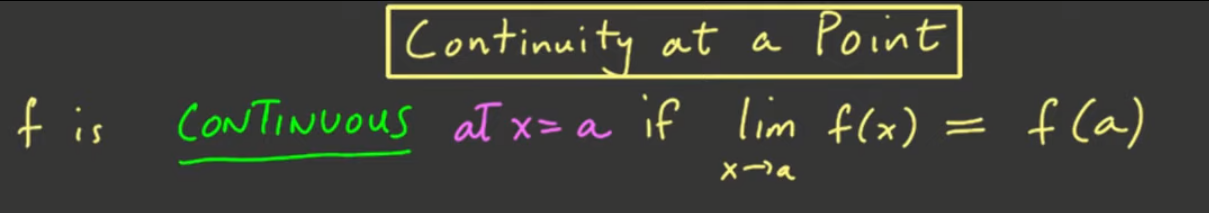 Continuity at a Point
f is CONTINUOUS aT x = a if lim f(x) = f(a)
x→a